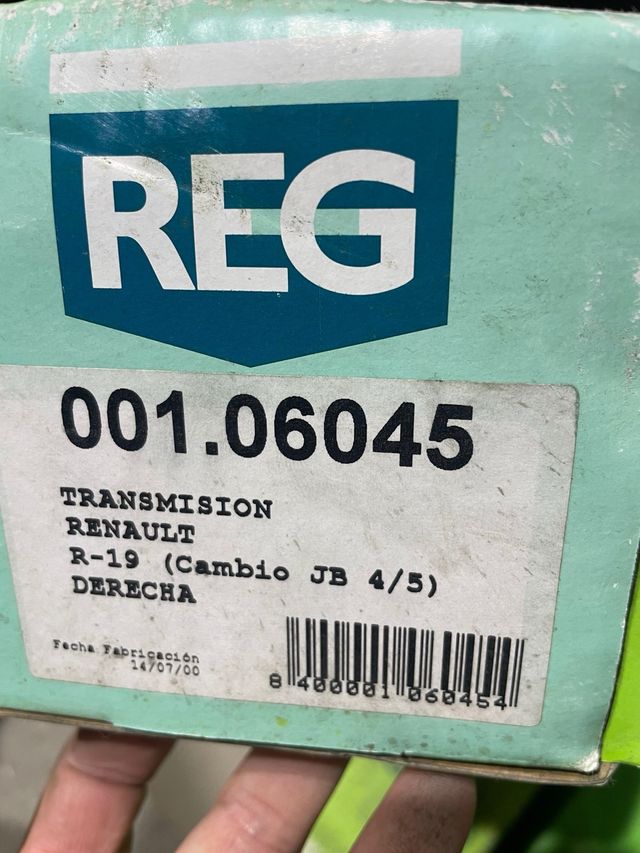 REG
001.06045
TRANSMISION
RENAULT
R-19 (Cambio JB 4/5)
DERECHA
Fecha Fabricación
14/07/00
8 400001 060454